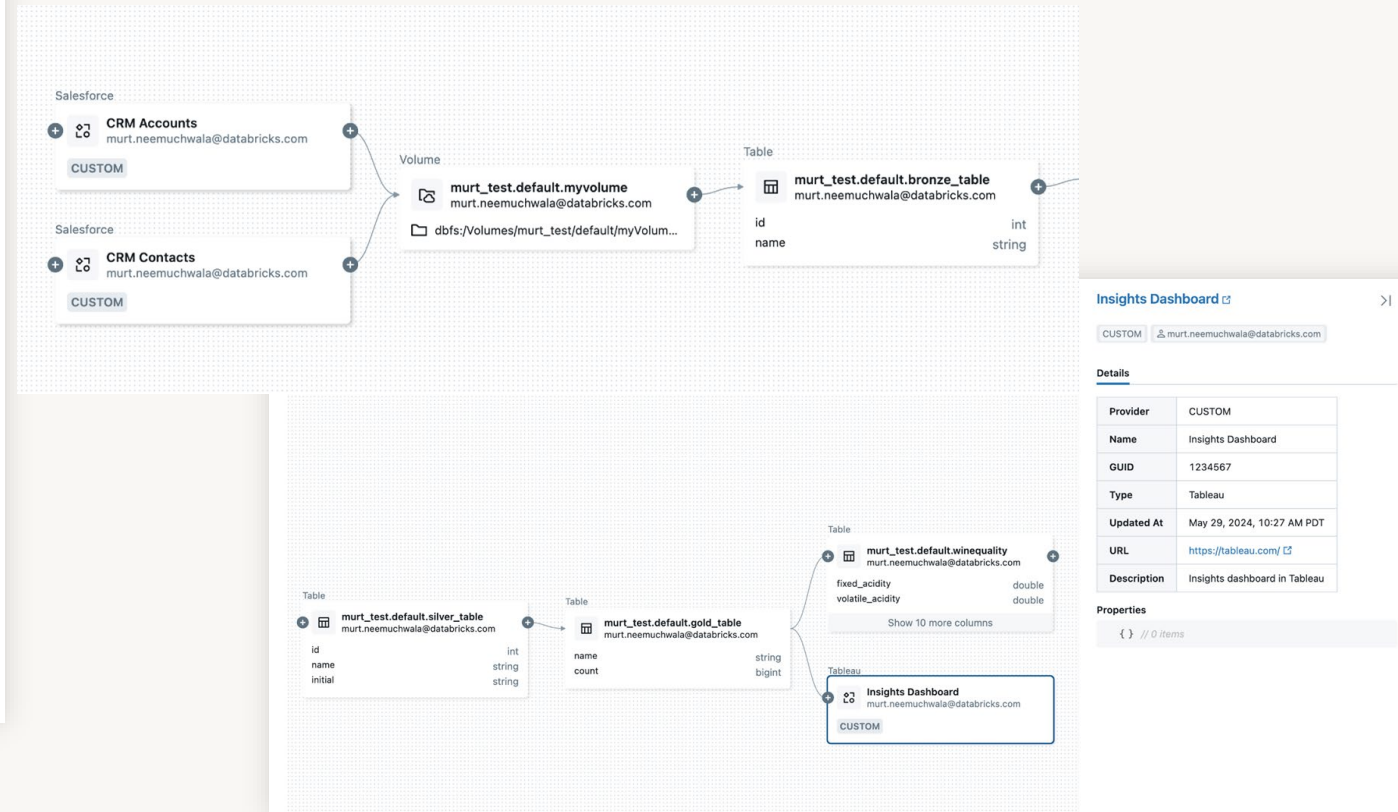 Salesforce
CRM Accounts
murt.neemuchwala@databricks.com
CUSTOM
Salesforce
CRM Contacts
murt.neemuchwala@databricks.com
CUSTOM
Volume
murt_test.default.myvolume
murt.neemuchwala@databricks.com
dbfs:/Volumes/murt_test/default/myVolum...
Table
murt_test.default.bronze_table
murt.neemuchwala@databricks.com
id int
name string
Table
murt_test.default.silver_table
murt.neemuchwala@databricks.com
id int
name string
initial string
Table
murt_test.default.gold_table
murt.neemuchwala@databricks.com
name string
count bigint
Table
murt_test.default.winequality
murt.neemuchwala@databricks.com
fixed_acidity double
volatile_acidity double
Show 10 more columns
Tableau
Insights Dashboard
murt.neemuchwala@databricks.com
CUSTOM
Insights Dashboard
CUSTOM murt.neemuchwala@databricks.com
Details
Provider CUSTOM
Name Insights Dashboard
GUID 1234567
Type Tableau
Updated At May 29, 2024, 10:27 AM PDT
URL https://tableau.com/
Description Insights dashboard in Tableau
Properties
{ } // 0 items